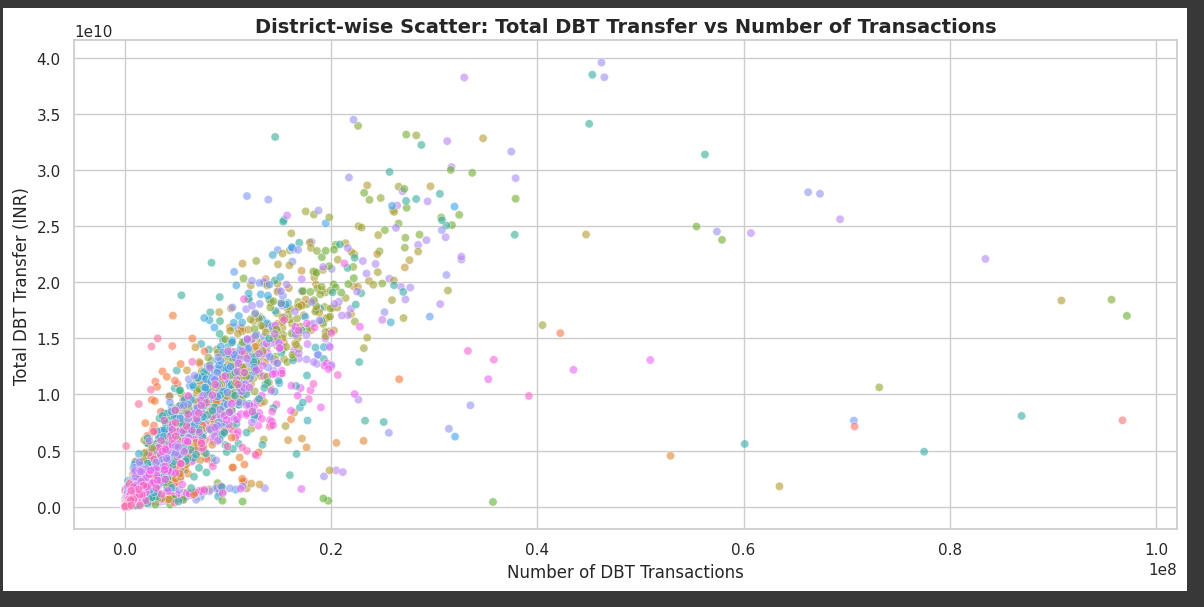 District-wise Scatter: Total DBT Transfer vs Number of Transactions
1e10
4.0
3.5
3.0
2.5
2.0
1.5
1.0
0.5
0.0
Total DBT Transfer (INR)
0.0 0.2 0.4 0.6 0.8 1.0
1e8
Number of DBT Transactions